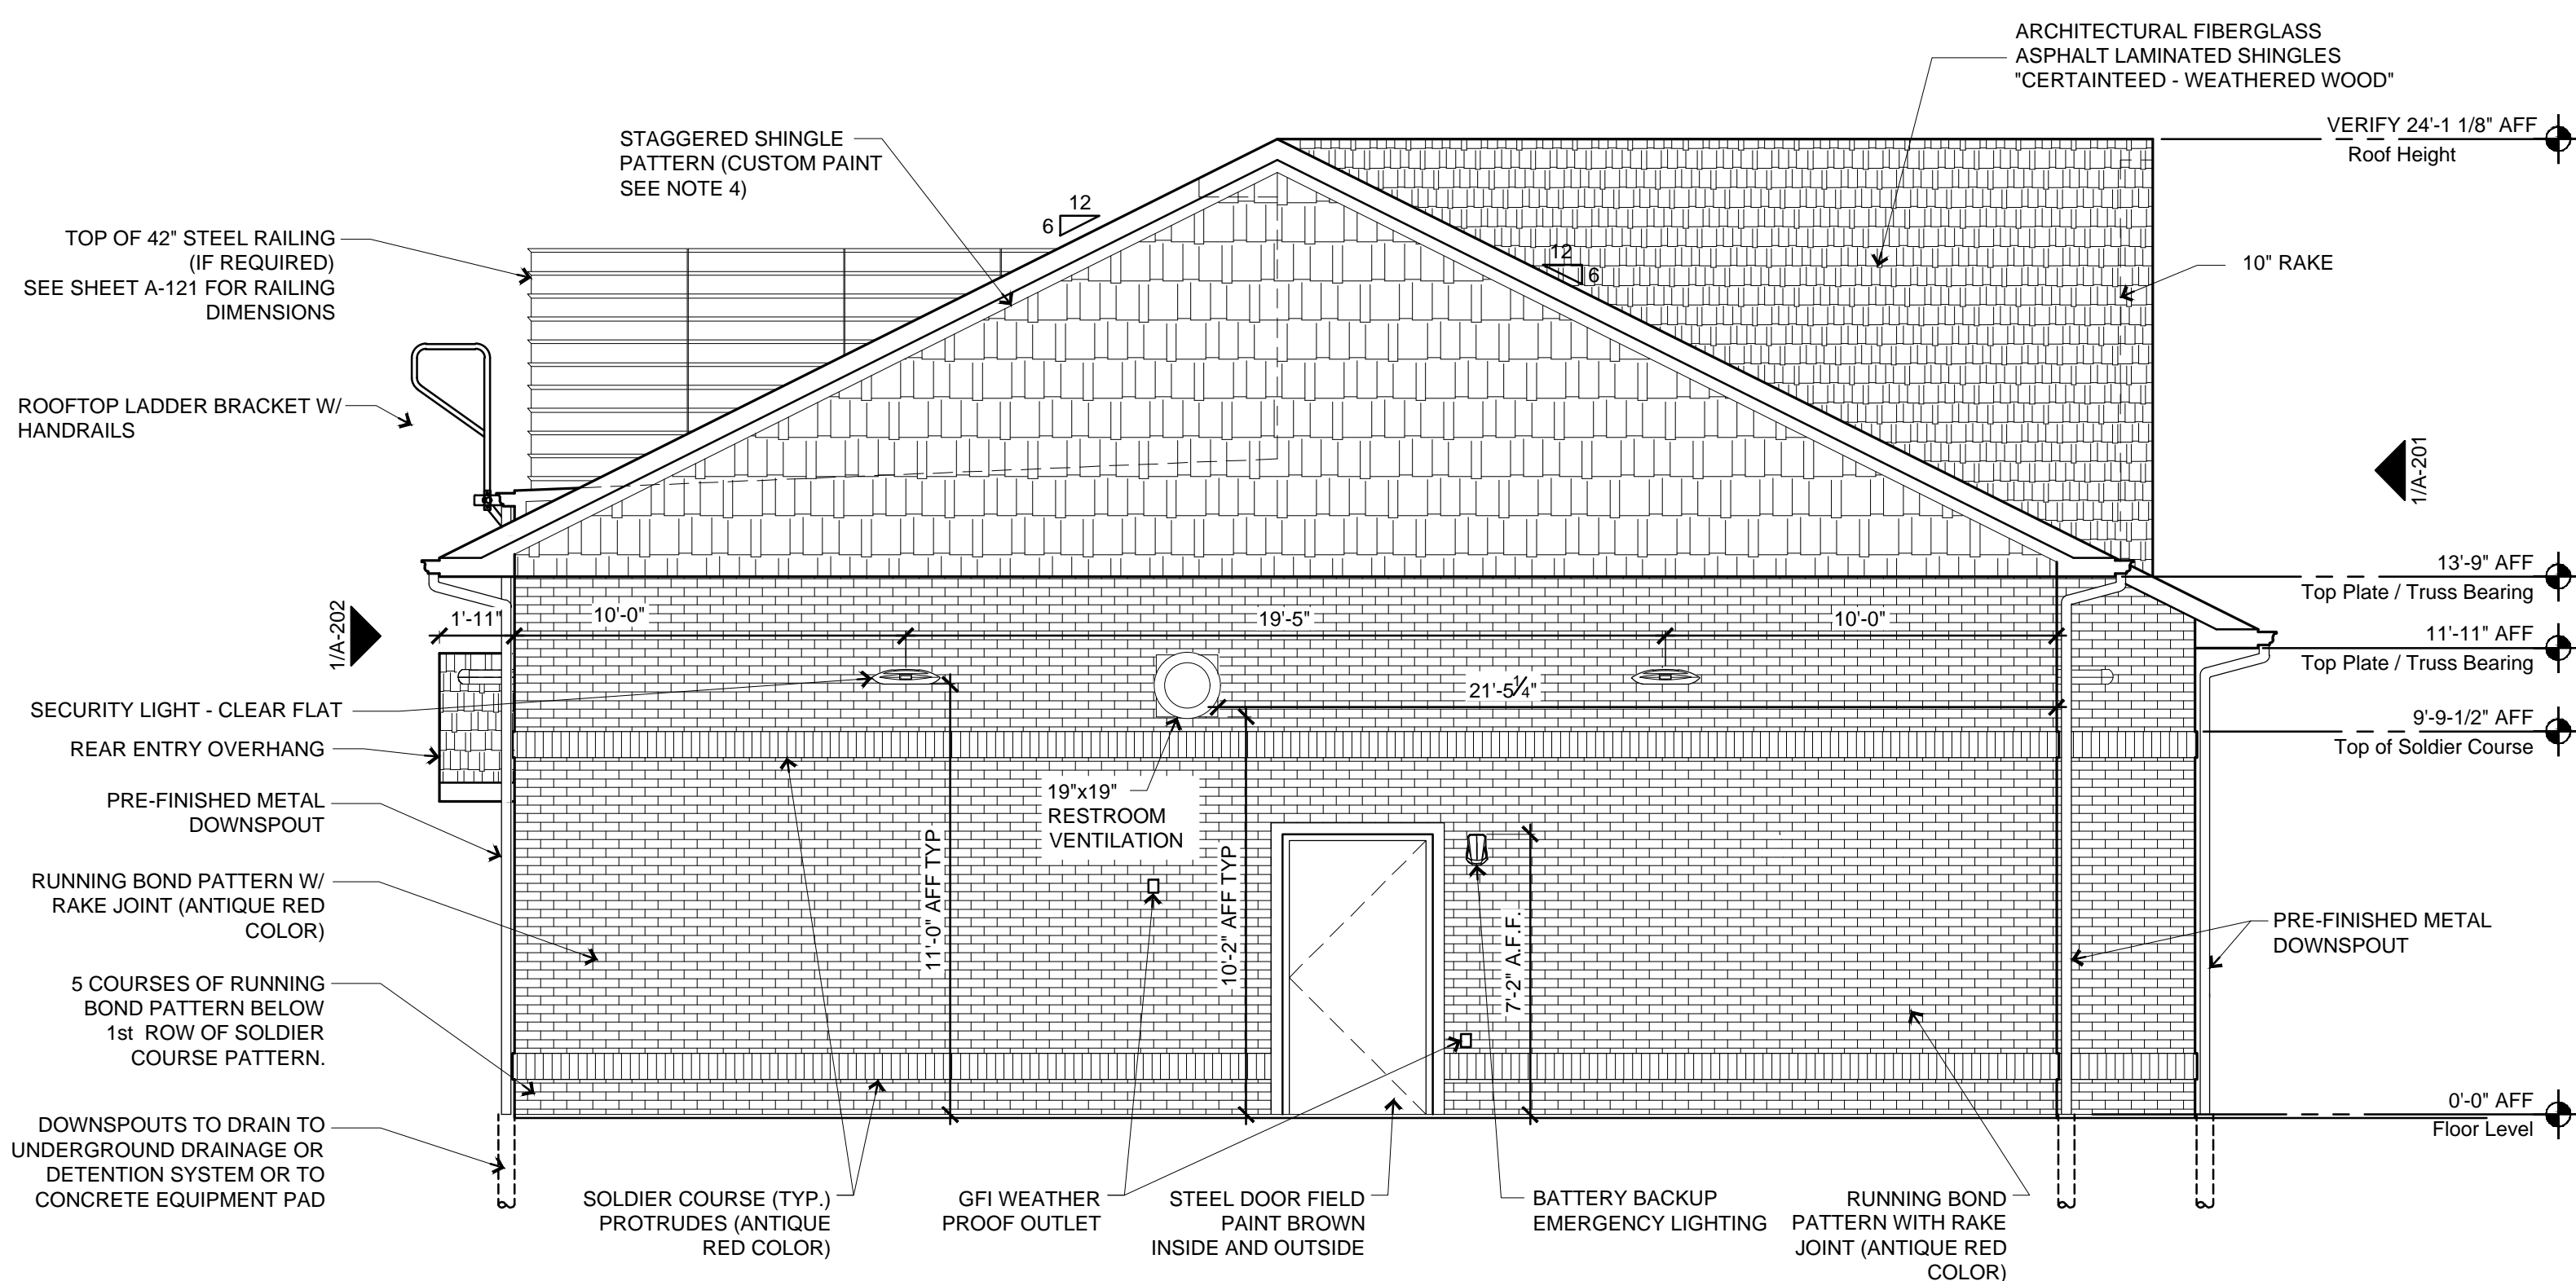 ARCHITECTURAL FIBERGLASS
ASPHALT LAMINATED SHINGLES
"CERTAINTEED - WEATHERED WOOD"
VERIFY 24'-1 1/8" AFF
Roof Height
STAGGERED SHINGLE
PATTERN (CUSTOM PAINT
SEE NOTE 4)
12
6
12
6
TOP OF 42" STEEL RAILING
(IF REQUIRED)
SEE SHEET A-121 FOR RAILING
DIMENSIONS
10" RAKE
ROOFTOP LADDER BRACKET W/
HANDRAILS
1/A-201
13'-9" AFF
Top Plate / Truss Bearing
1/A-202
1'-11"
10'-0"
19'-5"
10'-0"
11'-11" AFF
Top Plate / Truss Bearing
21'-5 1/4"
SECURITY LIGHT - CLEAR FLAT
9'-9-1/2" AFF
Top of Soldier Course
REAR ENTRY OVERHANG
PRE-FINISHED METAL
DOWNSPOUT
19"x19"
RESTROOM
VENTILATION
11'-0" AFF TYP
10'-2" AFF TYP
7'-2" A.F.F.
RUNNING BOND PATTERN W/
RAKE JOINT (ANTIQUE RED
COLOR)
PRE-FINISHED METAL
DOWNSPOUT
5 COURSES OF RUNNING
BOND PATTERN BELOW
1st ROW OF SOLDIER
COURSE PATTERN.
0'-0" AFF
Floor Level
DOWNSPOUTS TO DRAIN TO
UNDERGROUND DRAINAGE OR
DETENTION SYSTEM OR TO
CONCRETE EQUIPMENT PAD
SOLDIER COURSE (TYP.)
PROTRUDES (ANTIQUE
RED COLOR)
GFI WEATHER
PROOF OUTLET
STEEL DOOR FIELD
PAINT BROWN
INSIDE AND OUTSIDE
BATTERY BACKUP
EMERGENCY LIGHTING
RUNNING BOND
PATTERN WITH RAKE
JOINT (ANTIQUE RED
COLOR)